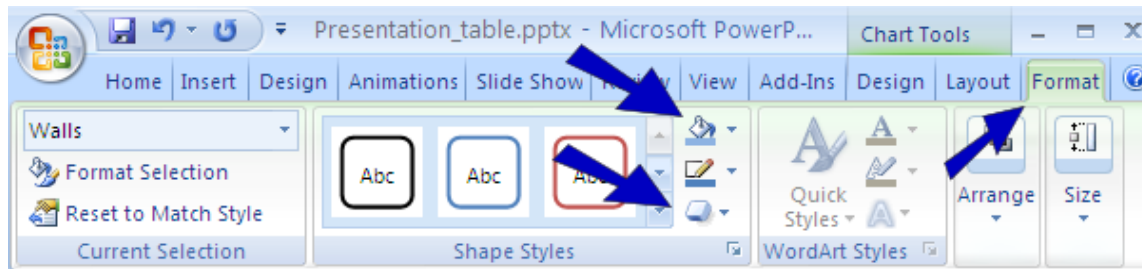 Presentation_table.pptx - Microsoft PowerP...
Chart Tools
Home Insert Design Animations Slide Show View Add-Ins Design Layout Format
Walls
Format Selection
Reset to Match Style
Current Selection
Abc Abc
Shape Styles
A A
Quick
Styles
A
WordArt Styles
Arrange
Size